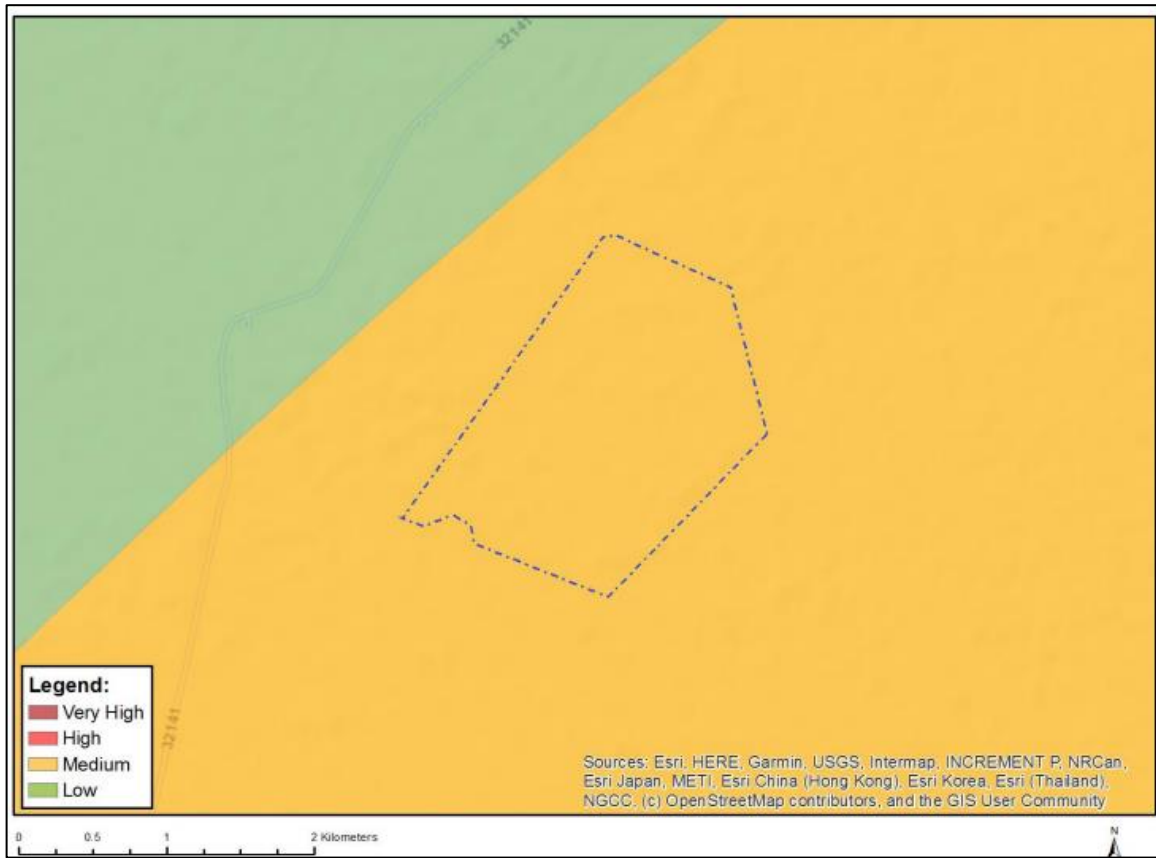 32141
32141
Legend:
Very High
High
Medium
Low
Sources: Esri, HERE, Garmin, USGS, Intermap, INCREMENT P, NRCan,
Esri Japan, METI, Esri China (Hong Kong), Esri Korea, Esri (Thailand),
NGCC, (c) OpenStreetMap contributors, and the GIS User Community
0 0.5 1 2 Kilometers
N